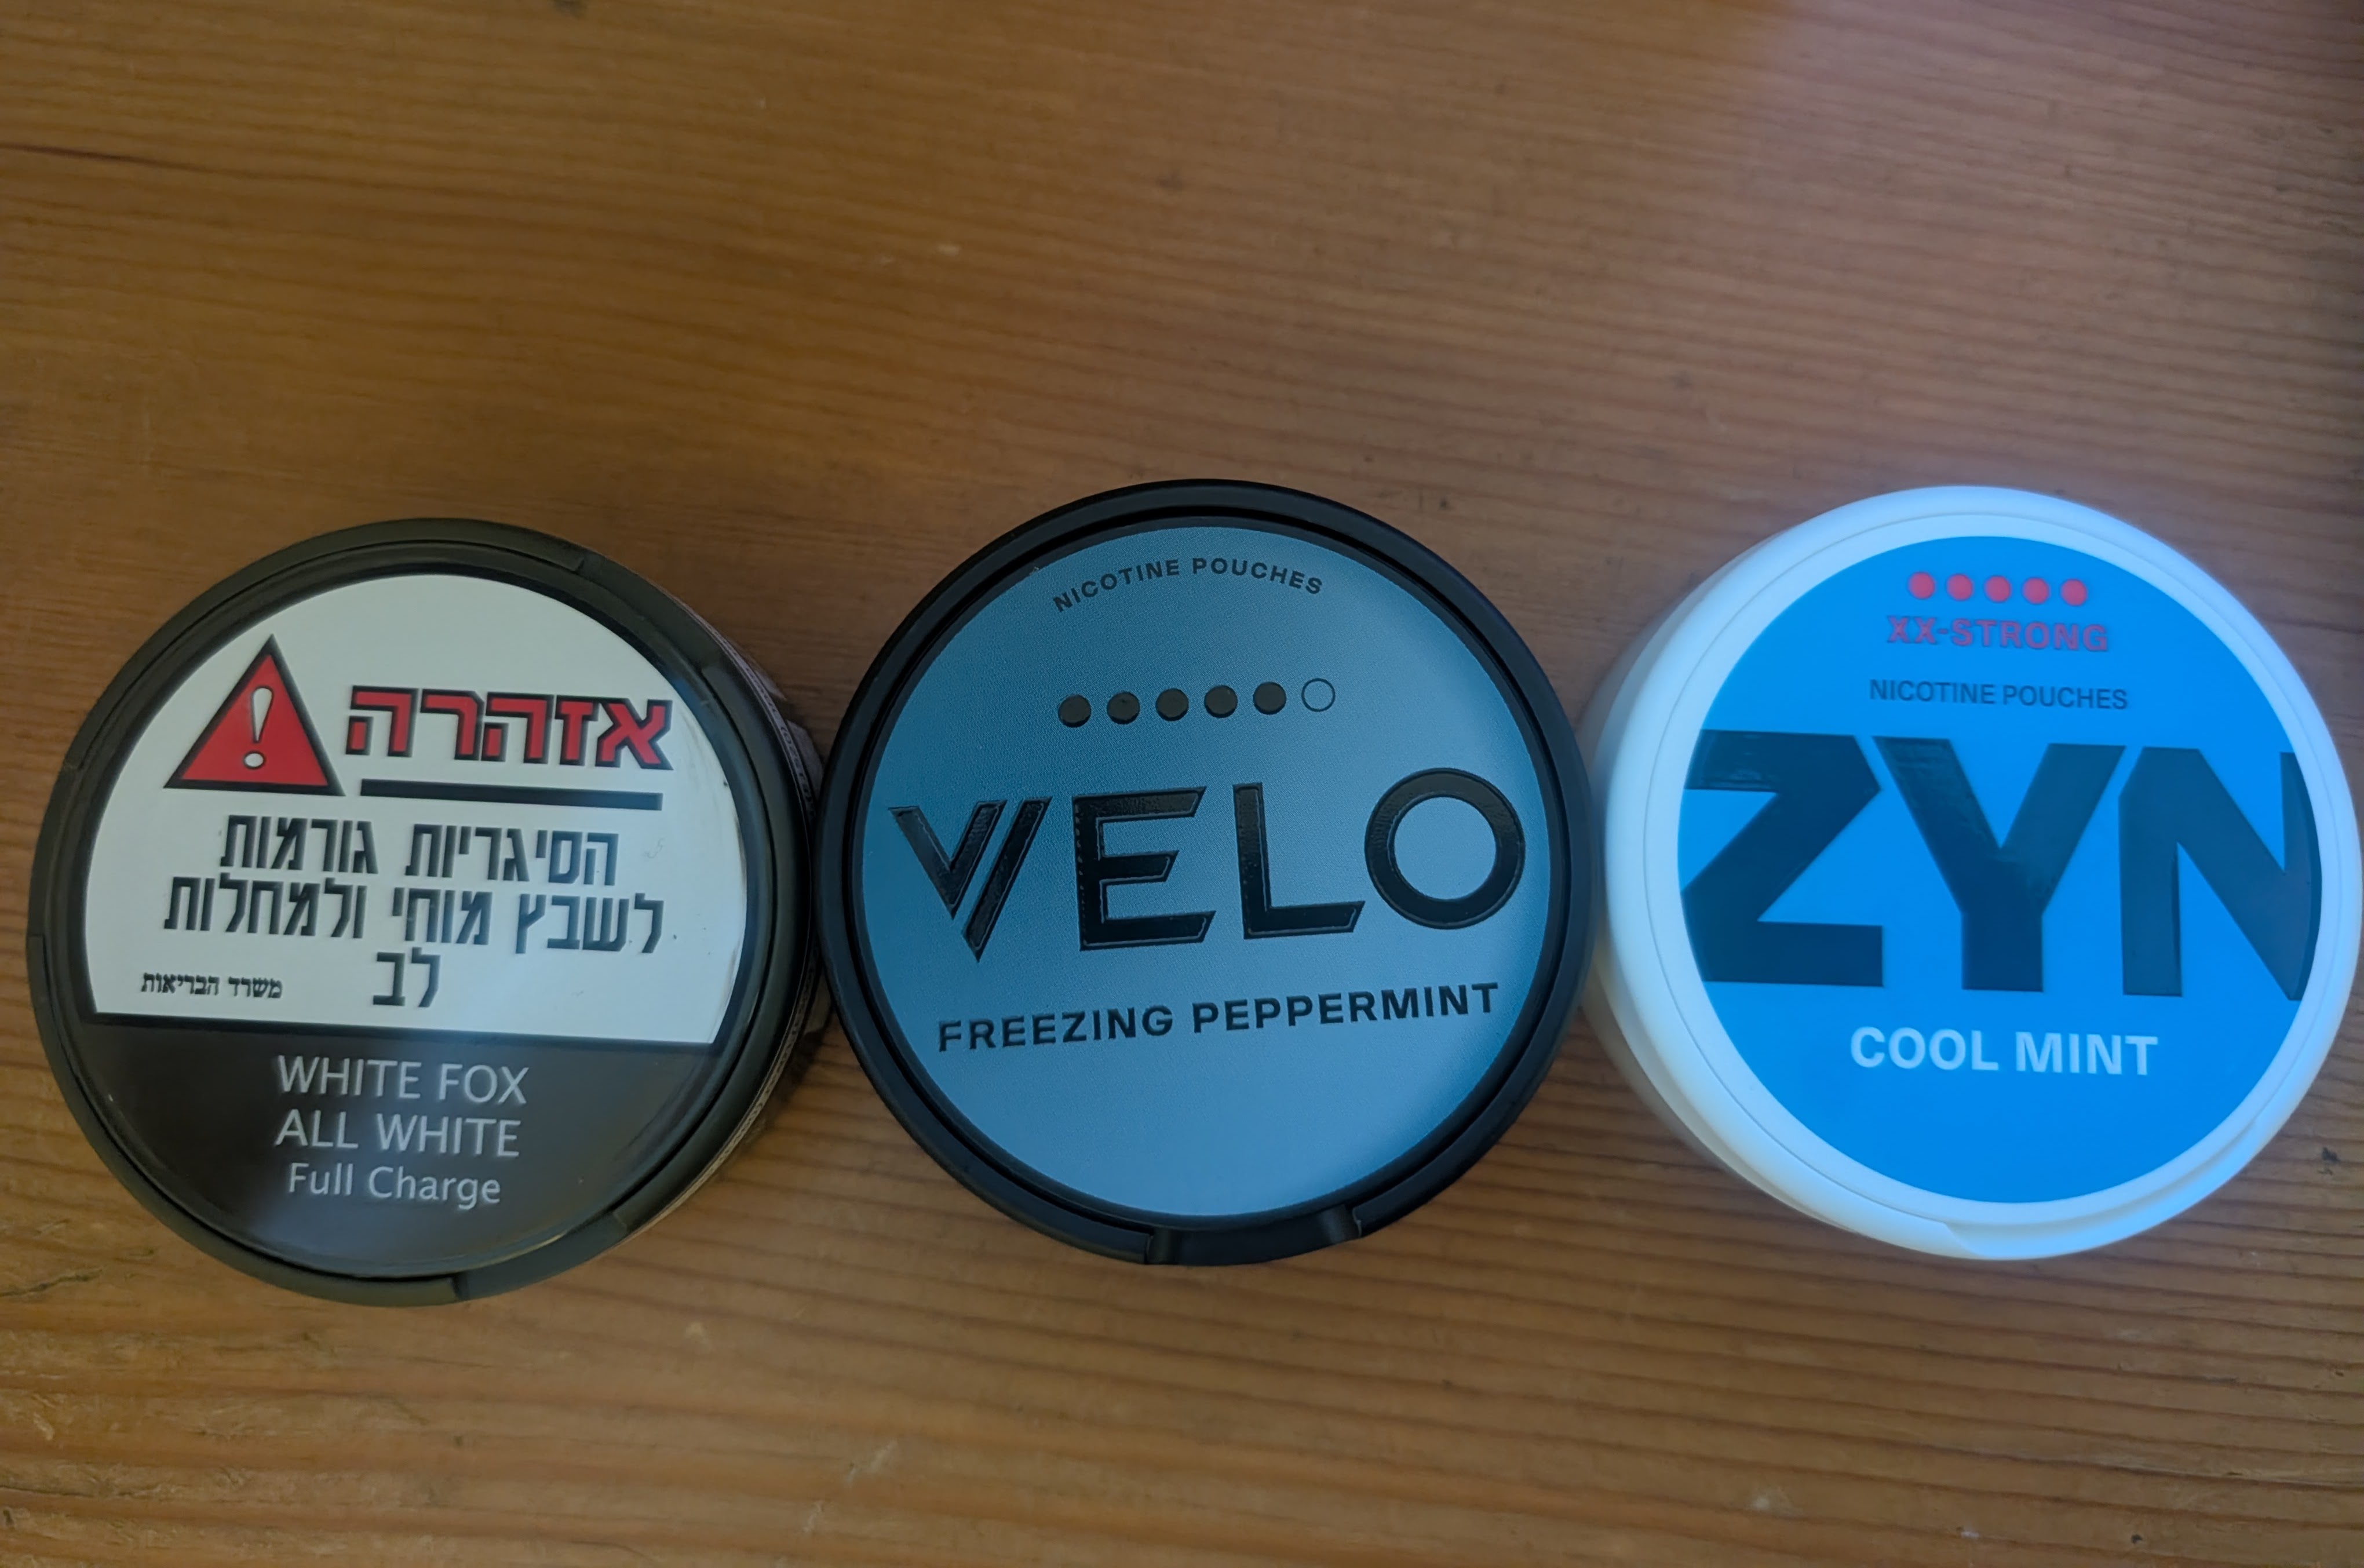 אזהרה
הסיגריות גורמות
לשבץ מוחי ולמחלות
לב
משרד הבריאות
WHITE FOX
ALL WHITE
Full Charge
NICOTINE POUCHES
VELO
FREEZING PEPPERMINT
XX-STRONG
NICOTINE POUCHES
ZYN
COOL MINT